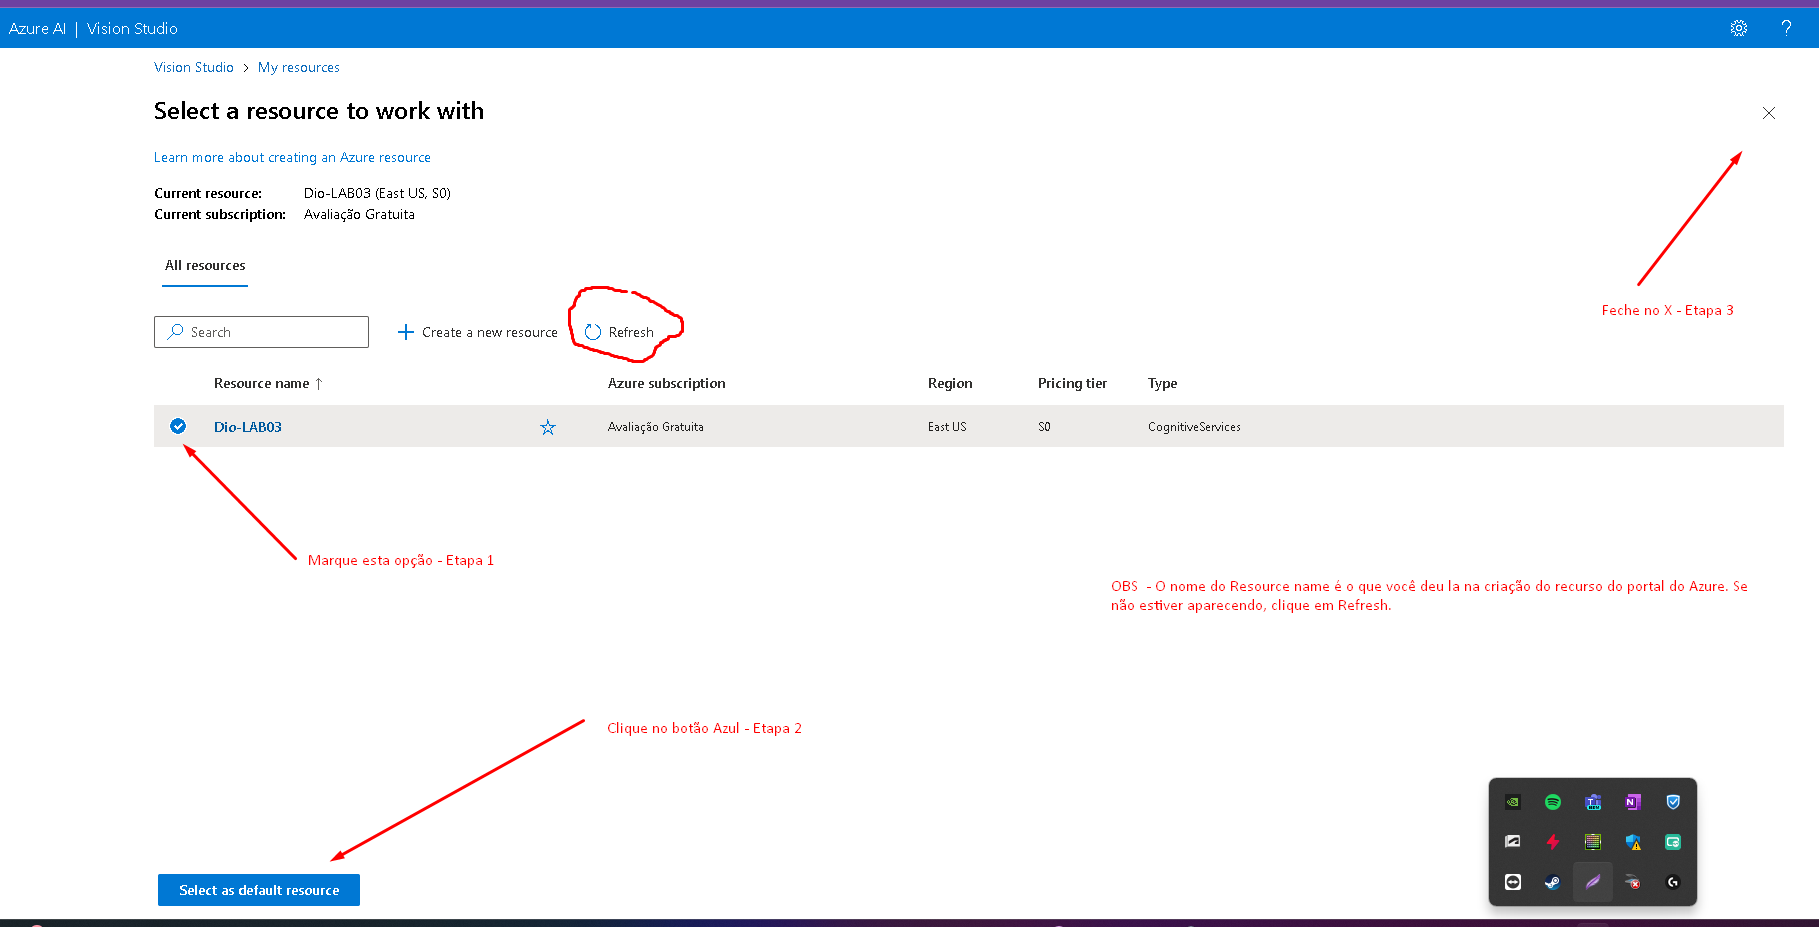 Azure AI | Vision Studio
?
Vision Studio > My resources
Select a resource to work with
Learn more about creating an Azure resource
Current resource: Dio-LAB03 (East US, S0)
Current subscription: Avaliação Gratuita
All resources
Feche no X - Etapa 3
Search + Create a new resource Refresh
Resource name ↑ Azure subscription Region Pricing tier Type
Dio-LAB03 Avaliação Gratuita East US S0 CognitiveServices
Marque esta opção - Etapa 1
OBS - O nome do Resource name é o que você deu la na criação do recurso do portal do Azure. Se
não estiver aparecendo, clique em Refresh.
Clique no botão Azul - Etapa 2
Select as default resource